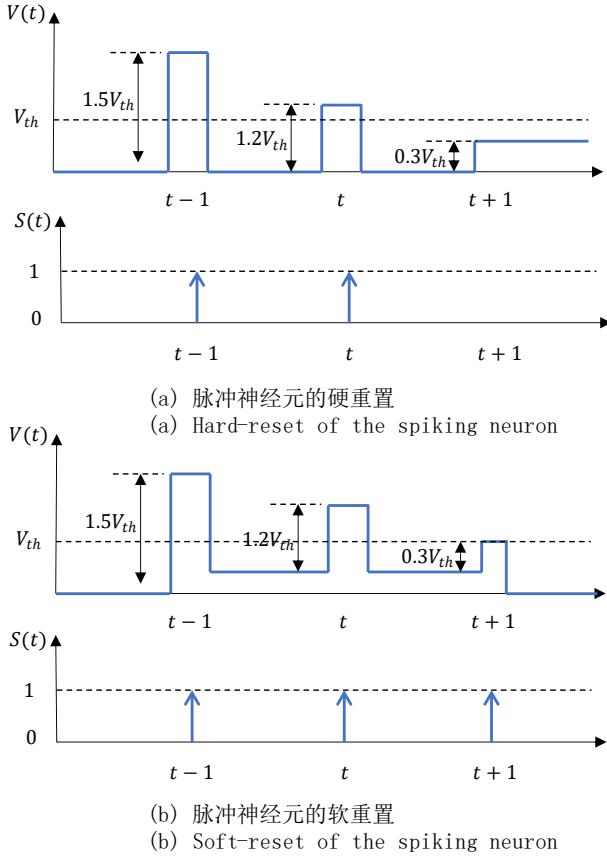 V(t)
1.5V_th
V_th
1.2V_th
0.3V_th
t − 1
t
t + 1
S(t)
1
0
t − 1
t
t + 1
(a) 脉冲神经元的硬重置
(a) Hard-reset of the spiking neuron
V(t)
1.5V_th
V_th
1.2V_th
0.3V_th
t − 1
t
t + 1
S(t)
1
0
t − 1
t
t + 1
(b) 脉冲神经元的软重置
(b) Soft-reset of the spiking neuron